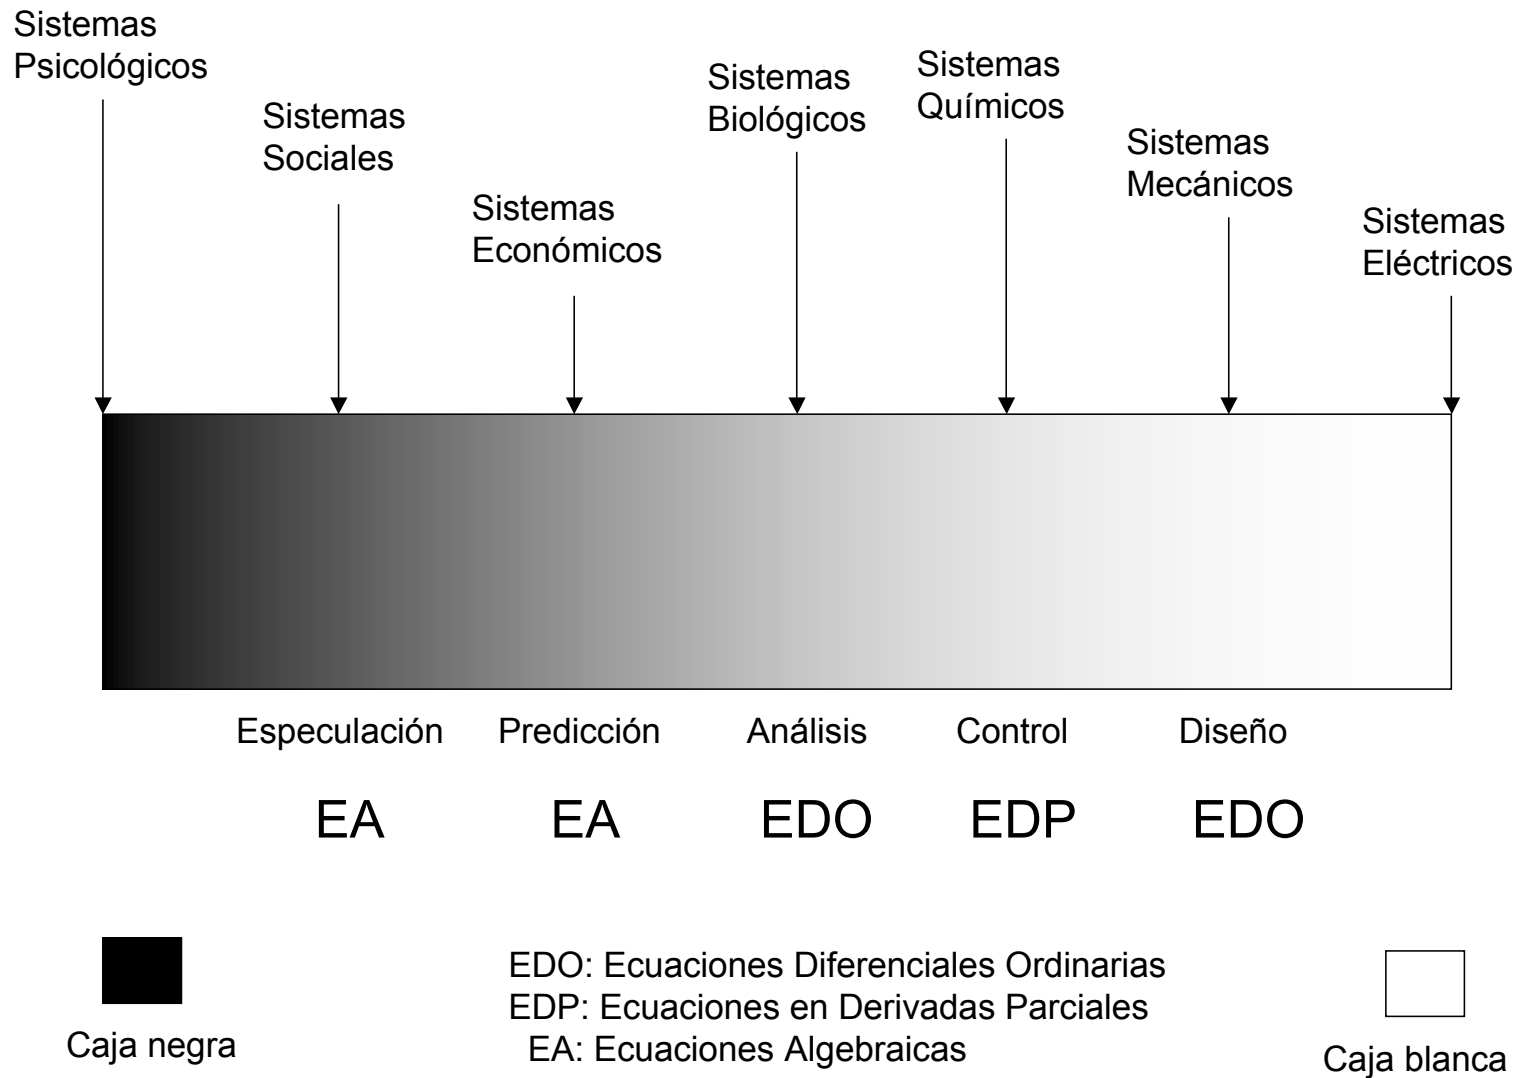 Sistemas
Psicológicos
Sistemas
Sociales
Sistemas
Económicos
Sistemas
Biológicos
Sistemas
Químicos
Sistemas
Mecánicos
Sistemas
Eléctricos
Especulación
Predicción
Análisis
Control
Diseño
EA
EA
EDO
EDP
EDO
Caja negra
EDO: Ecuaciones Diferenciales Ordinarias
EDP: Ecuaciones en Derivadas Parciales
EA: Ecuaciones Algebraicas
Caja blanca